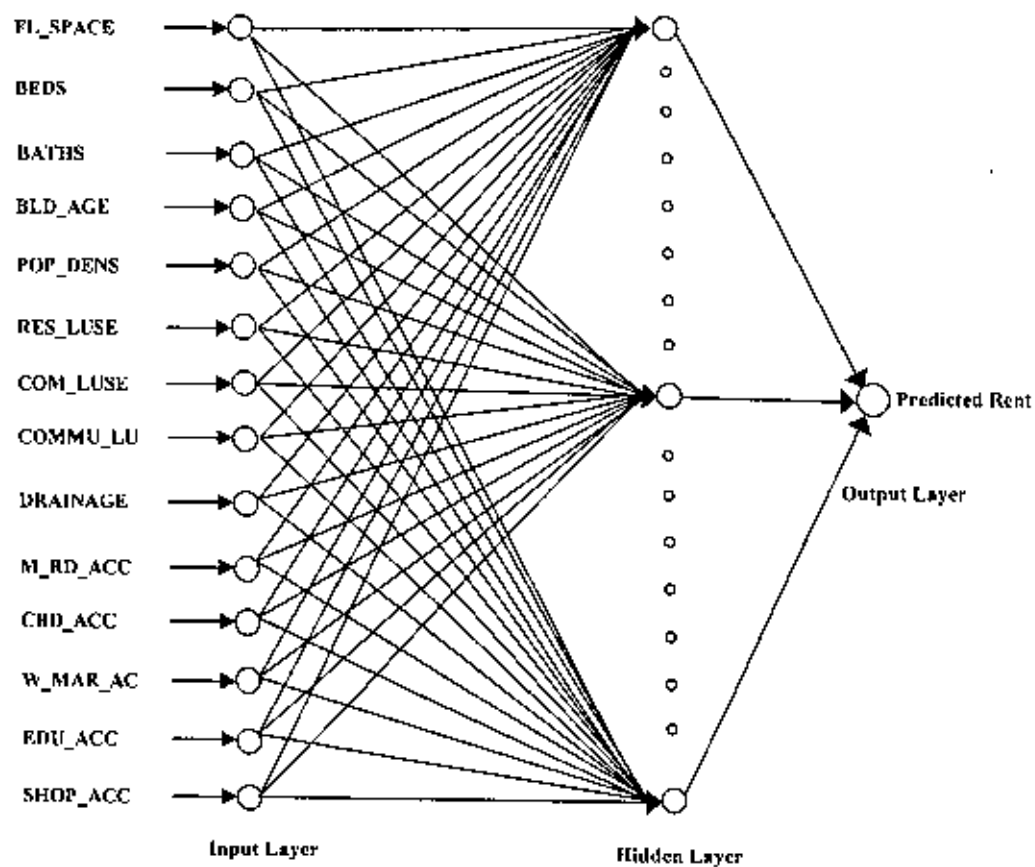 FL_SPACE
BEDS
BATHS
BLD_AGE
POP_DENS
RES_LUSE
COM_LUSE
COMMU_LU
DRAINAGE
M_RD_ACC
CBD_ACC
W_MAR_AC
EDU_ACC
SHOP_ACC
Predicted Rent
Output Layer
Input Layer
Hidden Layer